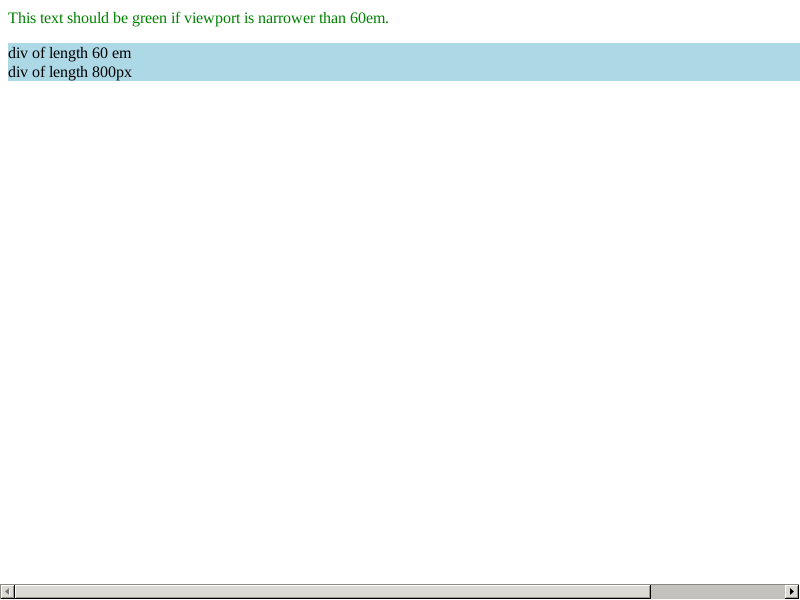 This text should be green if viewport is narrower than 60em.
div of length 60 em
div of length 800px